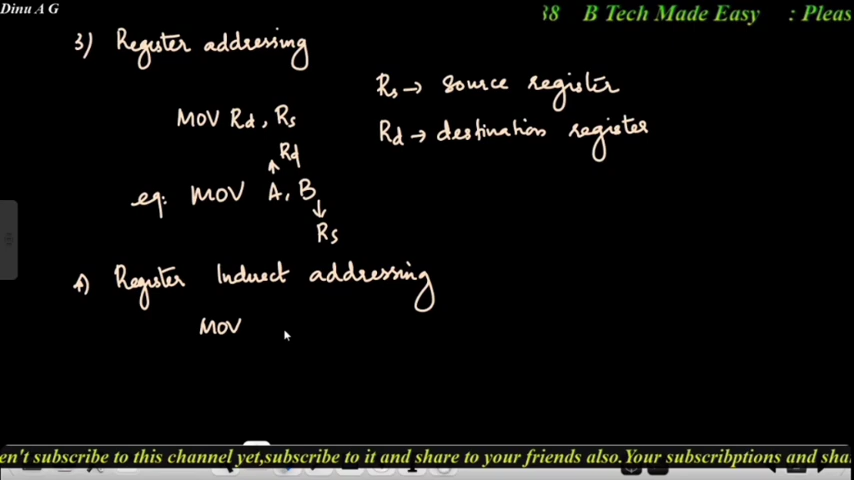 Dinu A G
38 B Tech Made Easy : Pleas
3) Register addressing
Rs → source register
MOV Rd, Rs
Rd → destination register
Rd
eg: MOV A, B
Rs
4) Register Indirect addressing
MOV
en't subscribe to this channel yet,subscribe to it and share to your friends also.Your subscribptions and sha